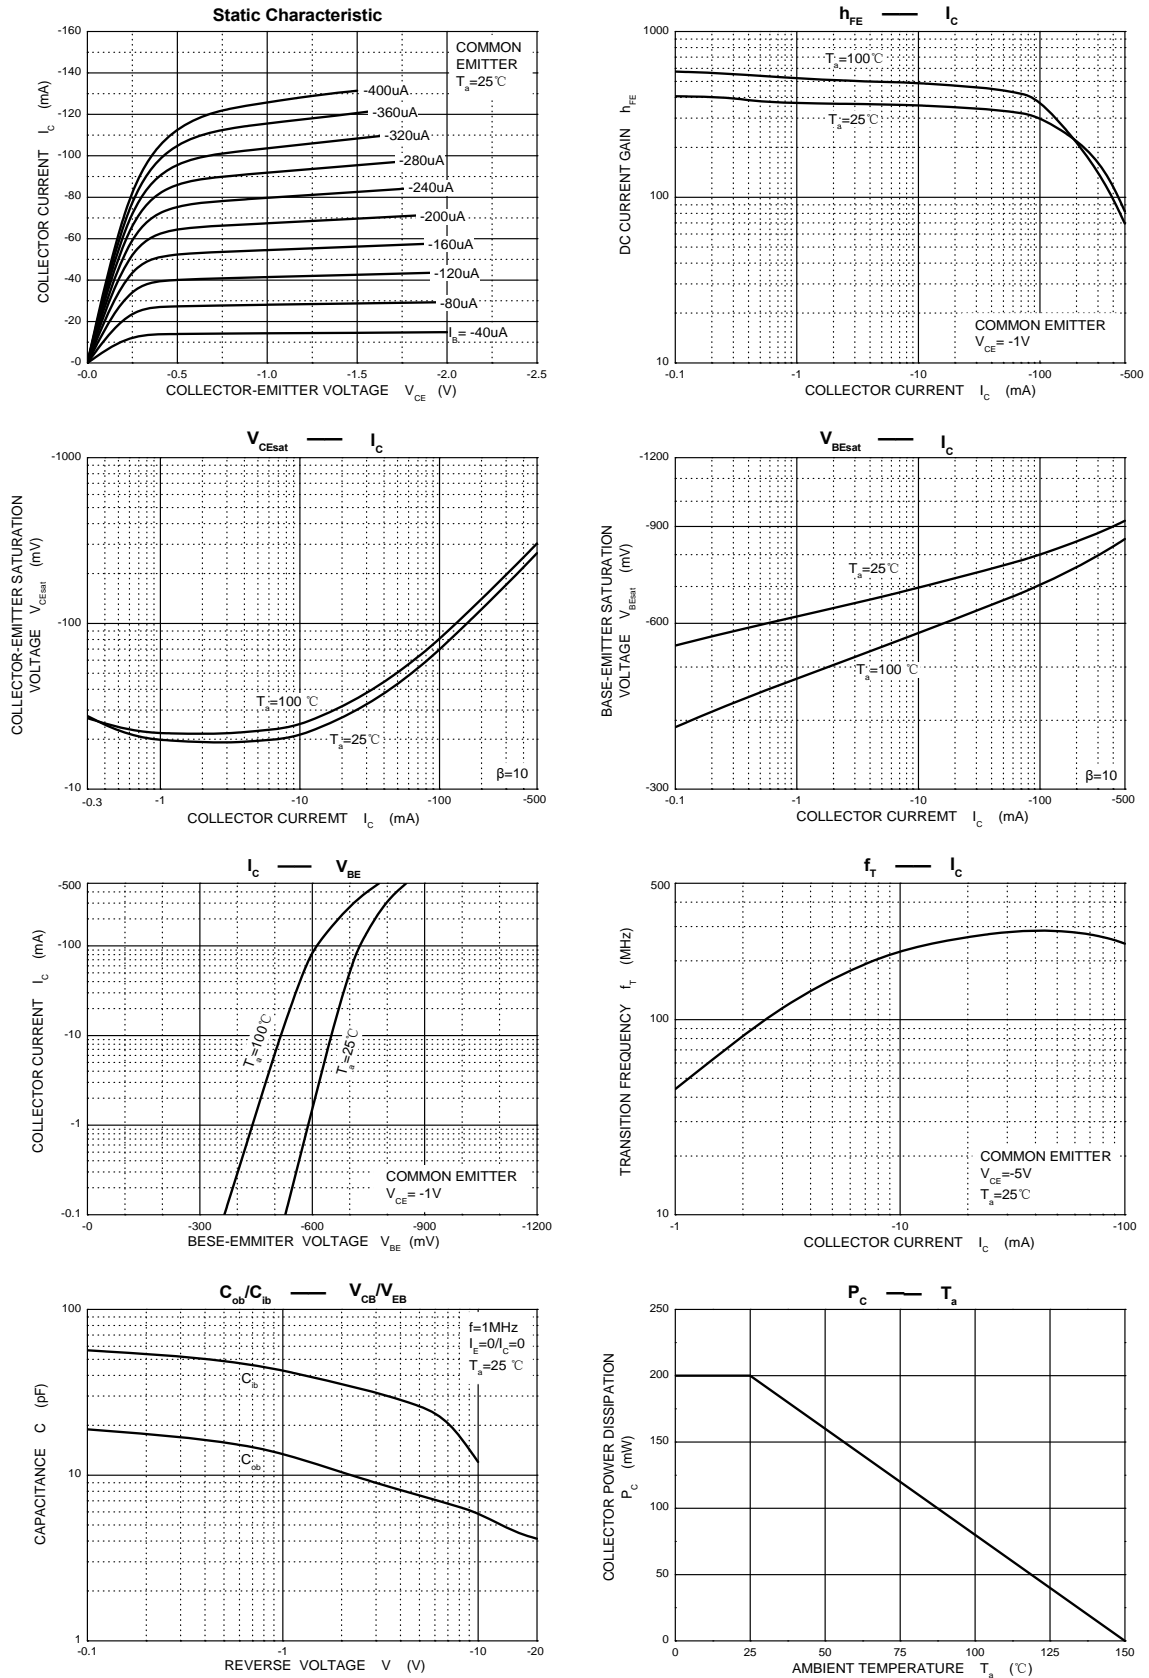 Static Characteristic
-160
-140
-120
-100
-80
-60
-40
-20
-0
COLLECTOR CURRENT I_C (mA)
COMMON
EMITTER
T_a=25℃
-400uA
-360uA
-320uA
-280uA
-240uA
-200uA
-160uA
-120uA
-80uA
I_B= -40uA
-0.0 -0.5 -1.0 -1.5 -2.0 -2.5
COLLECTOR-EMITTER VOLTAGE V_CE (V)
h_FE —— I_C
1000
100
10
DC CURRENT GAIN h_FE
T_a=100℃
T_a=25℃
COMMON EMITTER
V_CE= -1V
-0.1 -1 -10 -100 -500
COLLECTOR CURRENT I_C (mA)
V_CEsat —— I_C
-1000
-100
-10
COLLECTOR-EMITTER SATURATION
VOLTAGE V_CEsat (mV)
T_a=100 ℃
T_a=25℃
β=10
-0.3 -1 -10 -100 -500
COLLECTOR CURREMT I_C (mA)
V_BEsat —— I_C
-1200
-900
-600
-300
BASE-EMITTER SATURATION
VOLTAGE V_BEsat (mV)
T_a=25℃
T_a=100 ℃
β=10
-0.1 -1 -10 -100 -500
COLLECTOR CURREMT I_C (mA)
I_C —— V_BE
-500
-100
-10
-1
-0.1
COLLECTOR CURRENT I_C (mA)
T_a=100℃
T_a=25℃
COMMON EMITTER
V_CE= -1V
-0 -300 -600 -900 -1200
BESE-EMMITER VOLTAGE V_BE (mV)
f_T —— I_C
500
100
10
TRANSITION FREQUENCY f_T (MHz)
COMMON EMITTER
V_CE=-5V
T_a=25℃
-1 -10 -100
COLLECTOR CURRENT I_C (mA)
C_ob/C_ib —— V_CB/V_EB
100
10
1
CAPACITANCE C (pF)
f=1MHz
I_E=0/I_C=0
T_a=25 ℃
C_ib
C_ob
-0.1 -1 -10 -20
REVERSE VOLTAGE V (V)
P_C —— T_a
250
200
150
100
50
0
COLLECTOR POWER DISSIPATION
P_C (mW)
0 25 50 75 100 125 150
AMBIENT TEMPERATURE T_a (℃)